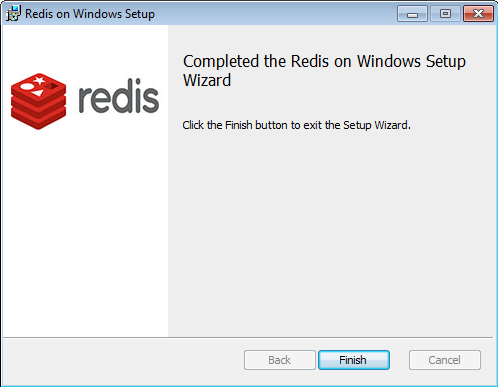 Redis on Windows Setup
redis
Completed the Redis on Windows Setup
Wizard
Click the Finish button to exit the Setup Wizard.
Back
Finish
Cancel